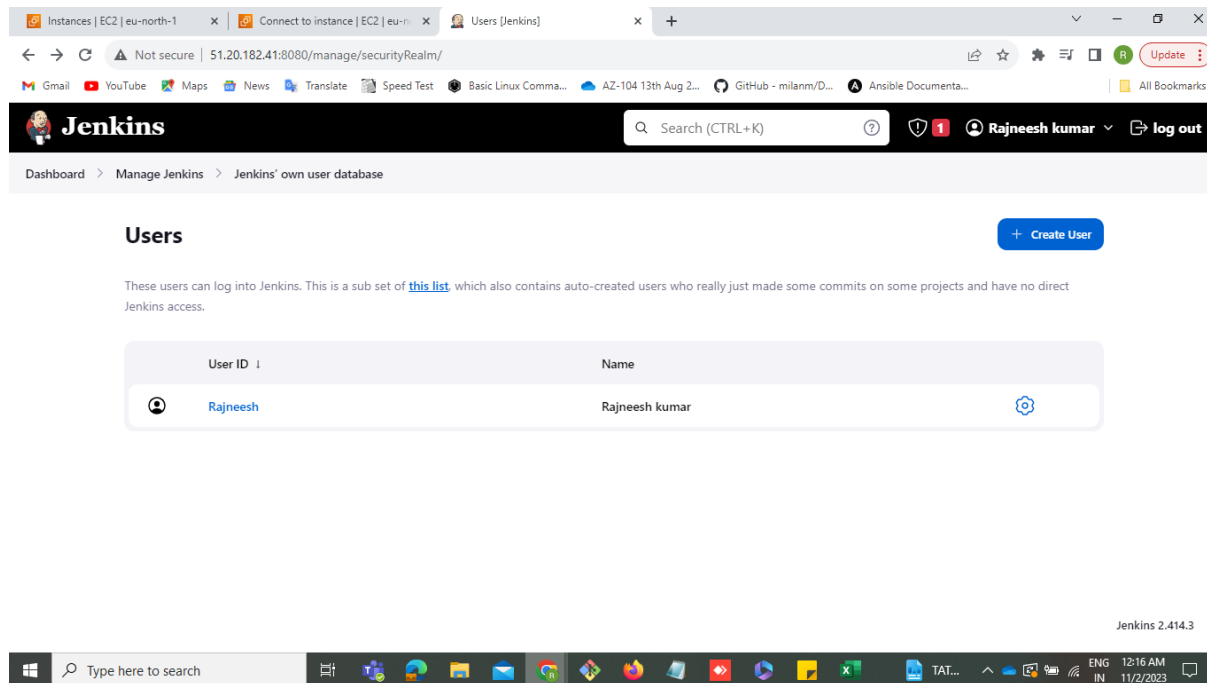 Instances | EC2 | eu-north-1
Connect to instance | EC2 | eu-n
Users [Jenkins]
Not secure | 51.20.182.41:8080/manage/securityRealm/
R
Update
Gmail YouTube Maps News Translate Speed Test Basic Linux Comma... AZ-104 13th Aug 2... GitHub - milanm/D... Ansible Documenta... All Bookmarks
Jenkins
Search (CTRL+K)
1
Rajneesh kumar
log out
Dashboard > Manage Jenkins > Jenkins' own user database
Users
+ Create User
These users can log into Jenkins. This is a sub set of this list, which also contains auto-created users who really just made some commits on some projects and have no direct
Jenkins access.
User ID ↓ Name
Rajneesh Rajneesh kumar
Jenkins 2.414.3
Type here to search
TAT...
ENG 12:16 AM
IN 11/2/2023